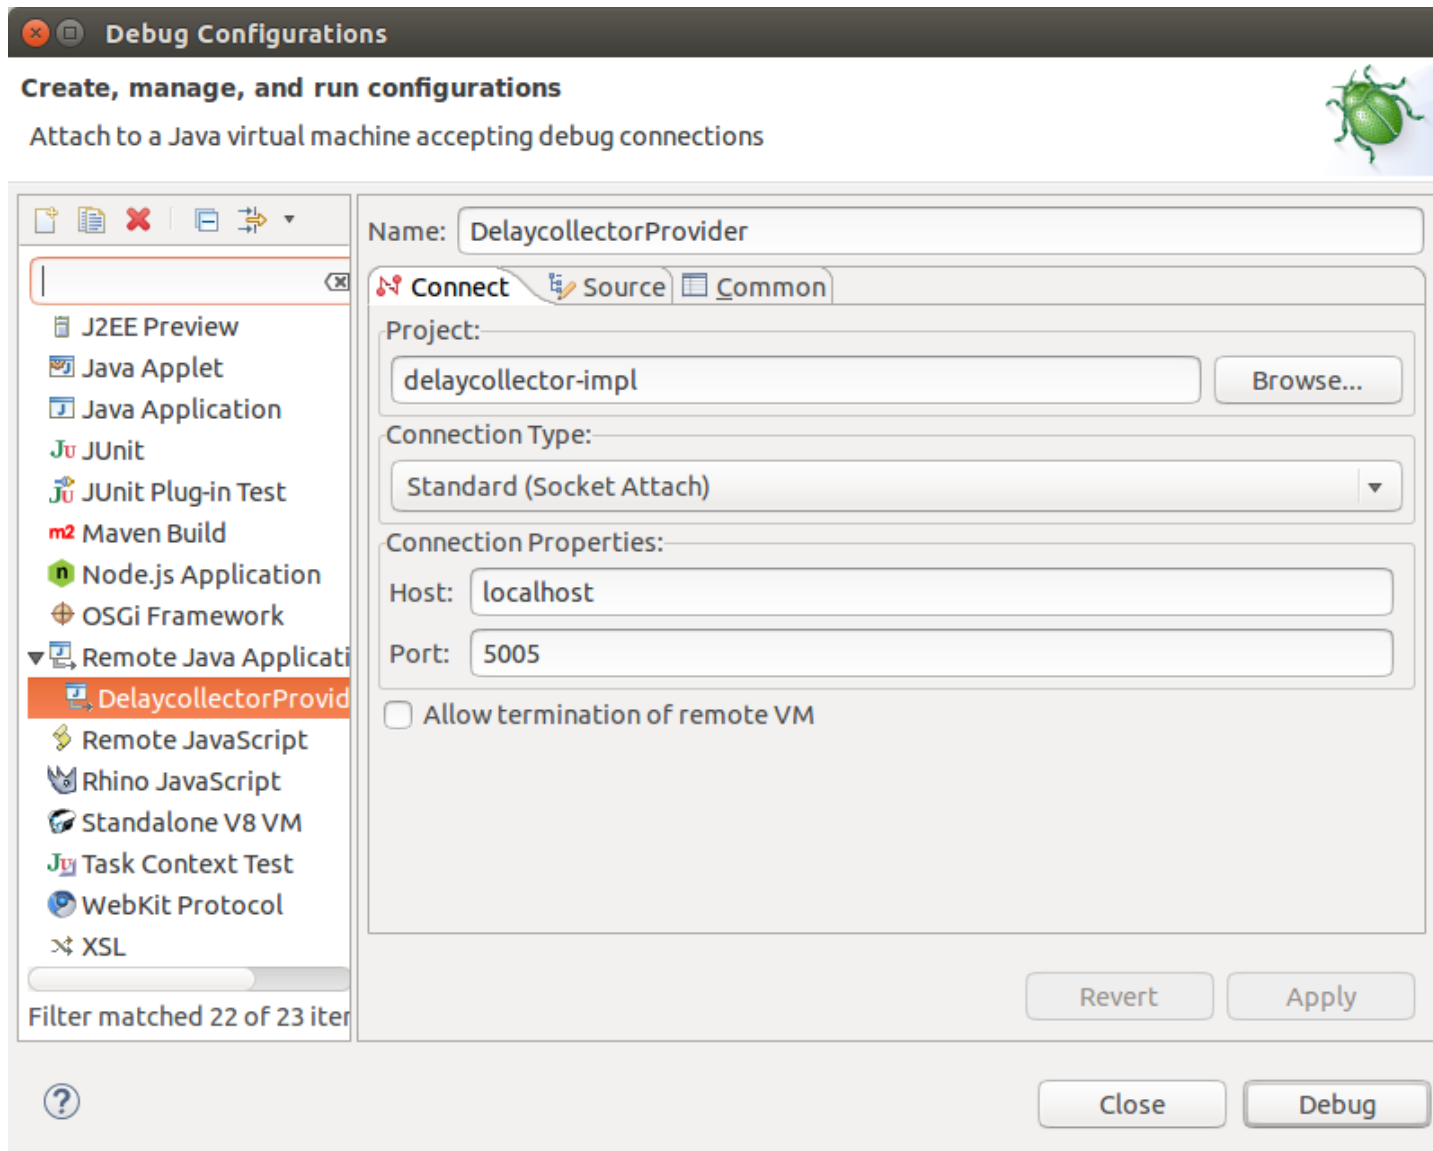 Debug Configurations
Create, manage, and run configurations
Attach to a Java virtual machine accepting debug connections
J2EE Preview
Java Applet
Java Application
JUnit
JUnit Plug-in Test
Maven Build
Node.js Application
OSGi Framework
Remote Java Applicati
DelaycollectorProvid
Remote JavaScript
Rhino JavaScript
Standalone V8 VM
Task Context Test
WebKit Protocol
XSL
Filter matched 22 of 23 iter
Name: DelaycollectorProvider
Connect Source Common
Project:
delaycollector-impl Browse...
Connection Type:
Standard (Socket Attach)
Connection Properties:
Host: localhost
Port: 5005
Allow termination of remote VM
Revert Apply
Close Debug